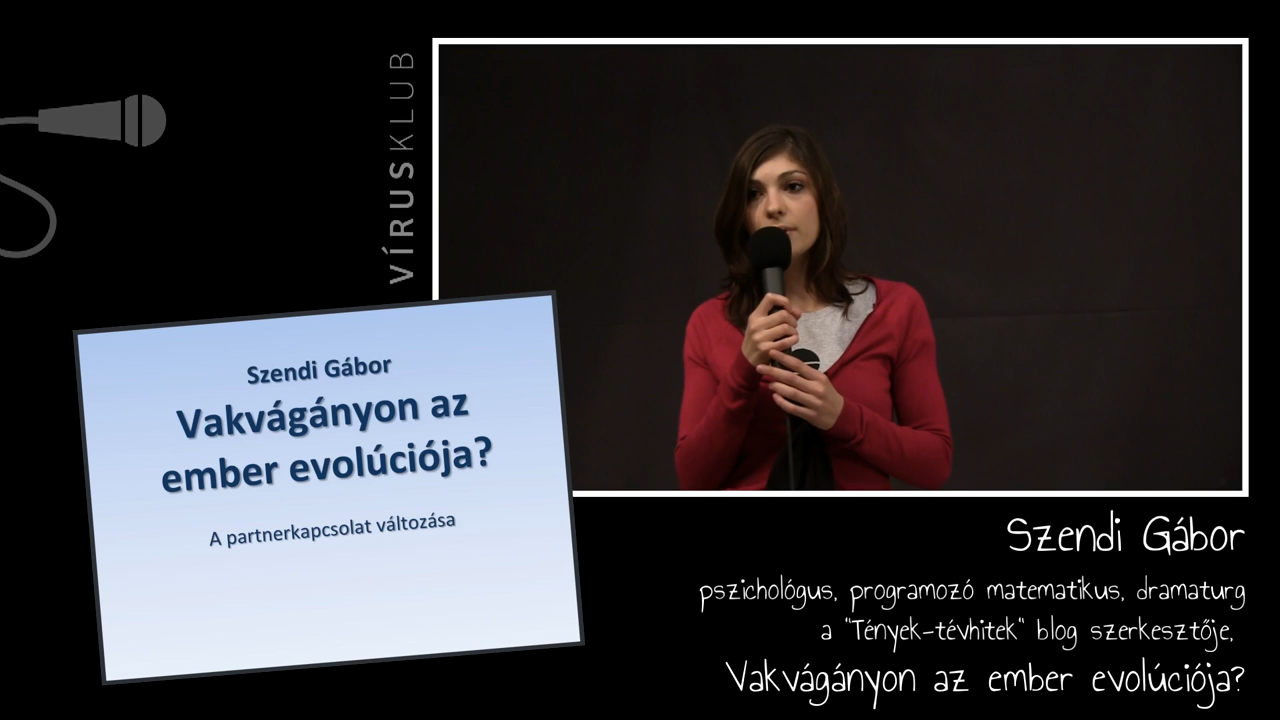 VÍRUSKLUB
Szendi Gábor
Vakvágányon az
ember evolúciója?
A partnerkapcsolat változása
Szendi Gábor
pszichológus, programozó matematikus, dramaturg
a "Tények-tévhitek" blog szerkesztője,
Vakvágányon az ember evolúciója?